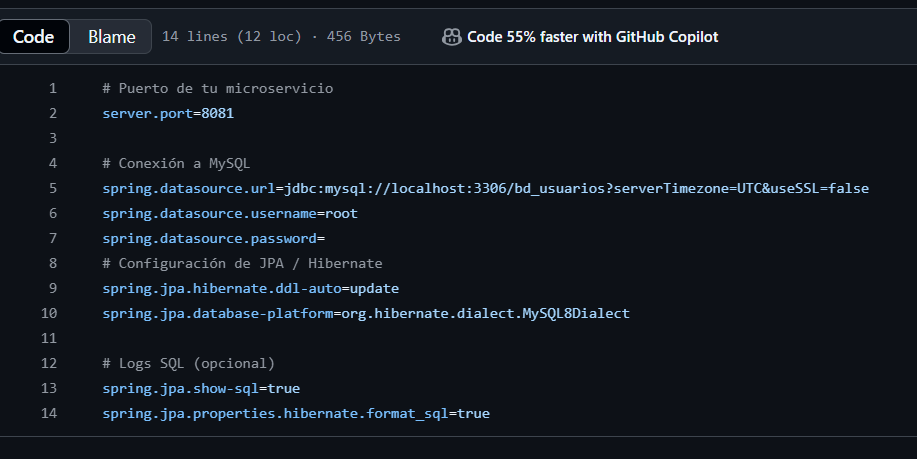 Code Blame 14 lines (12 loc) · 456 Bytes Code 55% faster with GitHub Copilot
1 # Puerto de tu microservicio
2 server.port=8081
3
4 # Conexión a MySQL
5 spring.datasource.url=jdbc:mysql://localhost:3306/bd_usuarios?serverTimezone=UTC&useSSL=false
6 spring.datasource.username=root
7 spring.datasource.password=
8 # Configuración de JPA / Hibernate
9 spring.jpa.hibernate.ddl-auto=update
10 spring.jpa.database-platform=org.hibernate.dialect.MySQL8Dialect
11
12 # Logs SQL (opcional)
13 spring.jpa.show-sql=true
14 spring.jpa.properties.hibernate.format_sql=true